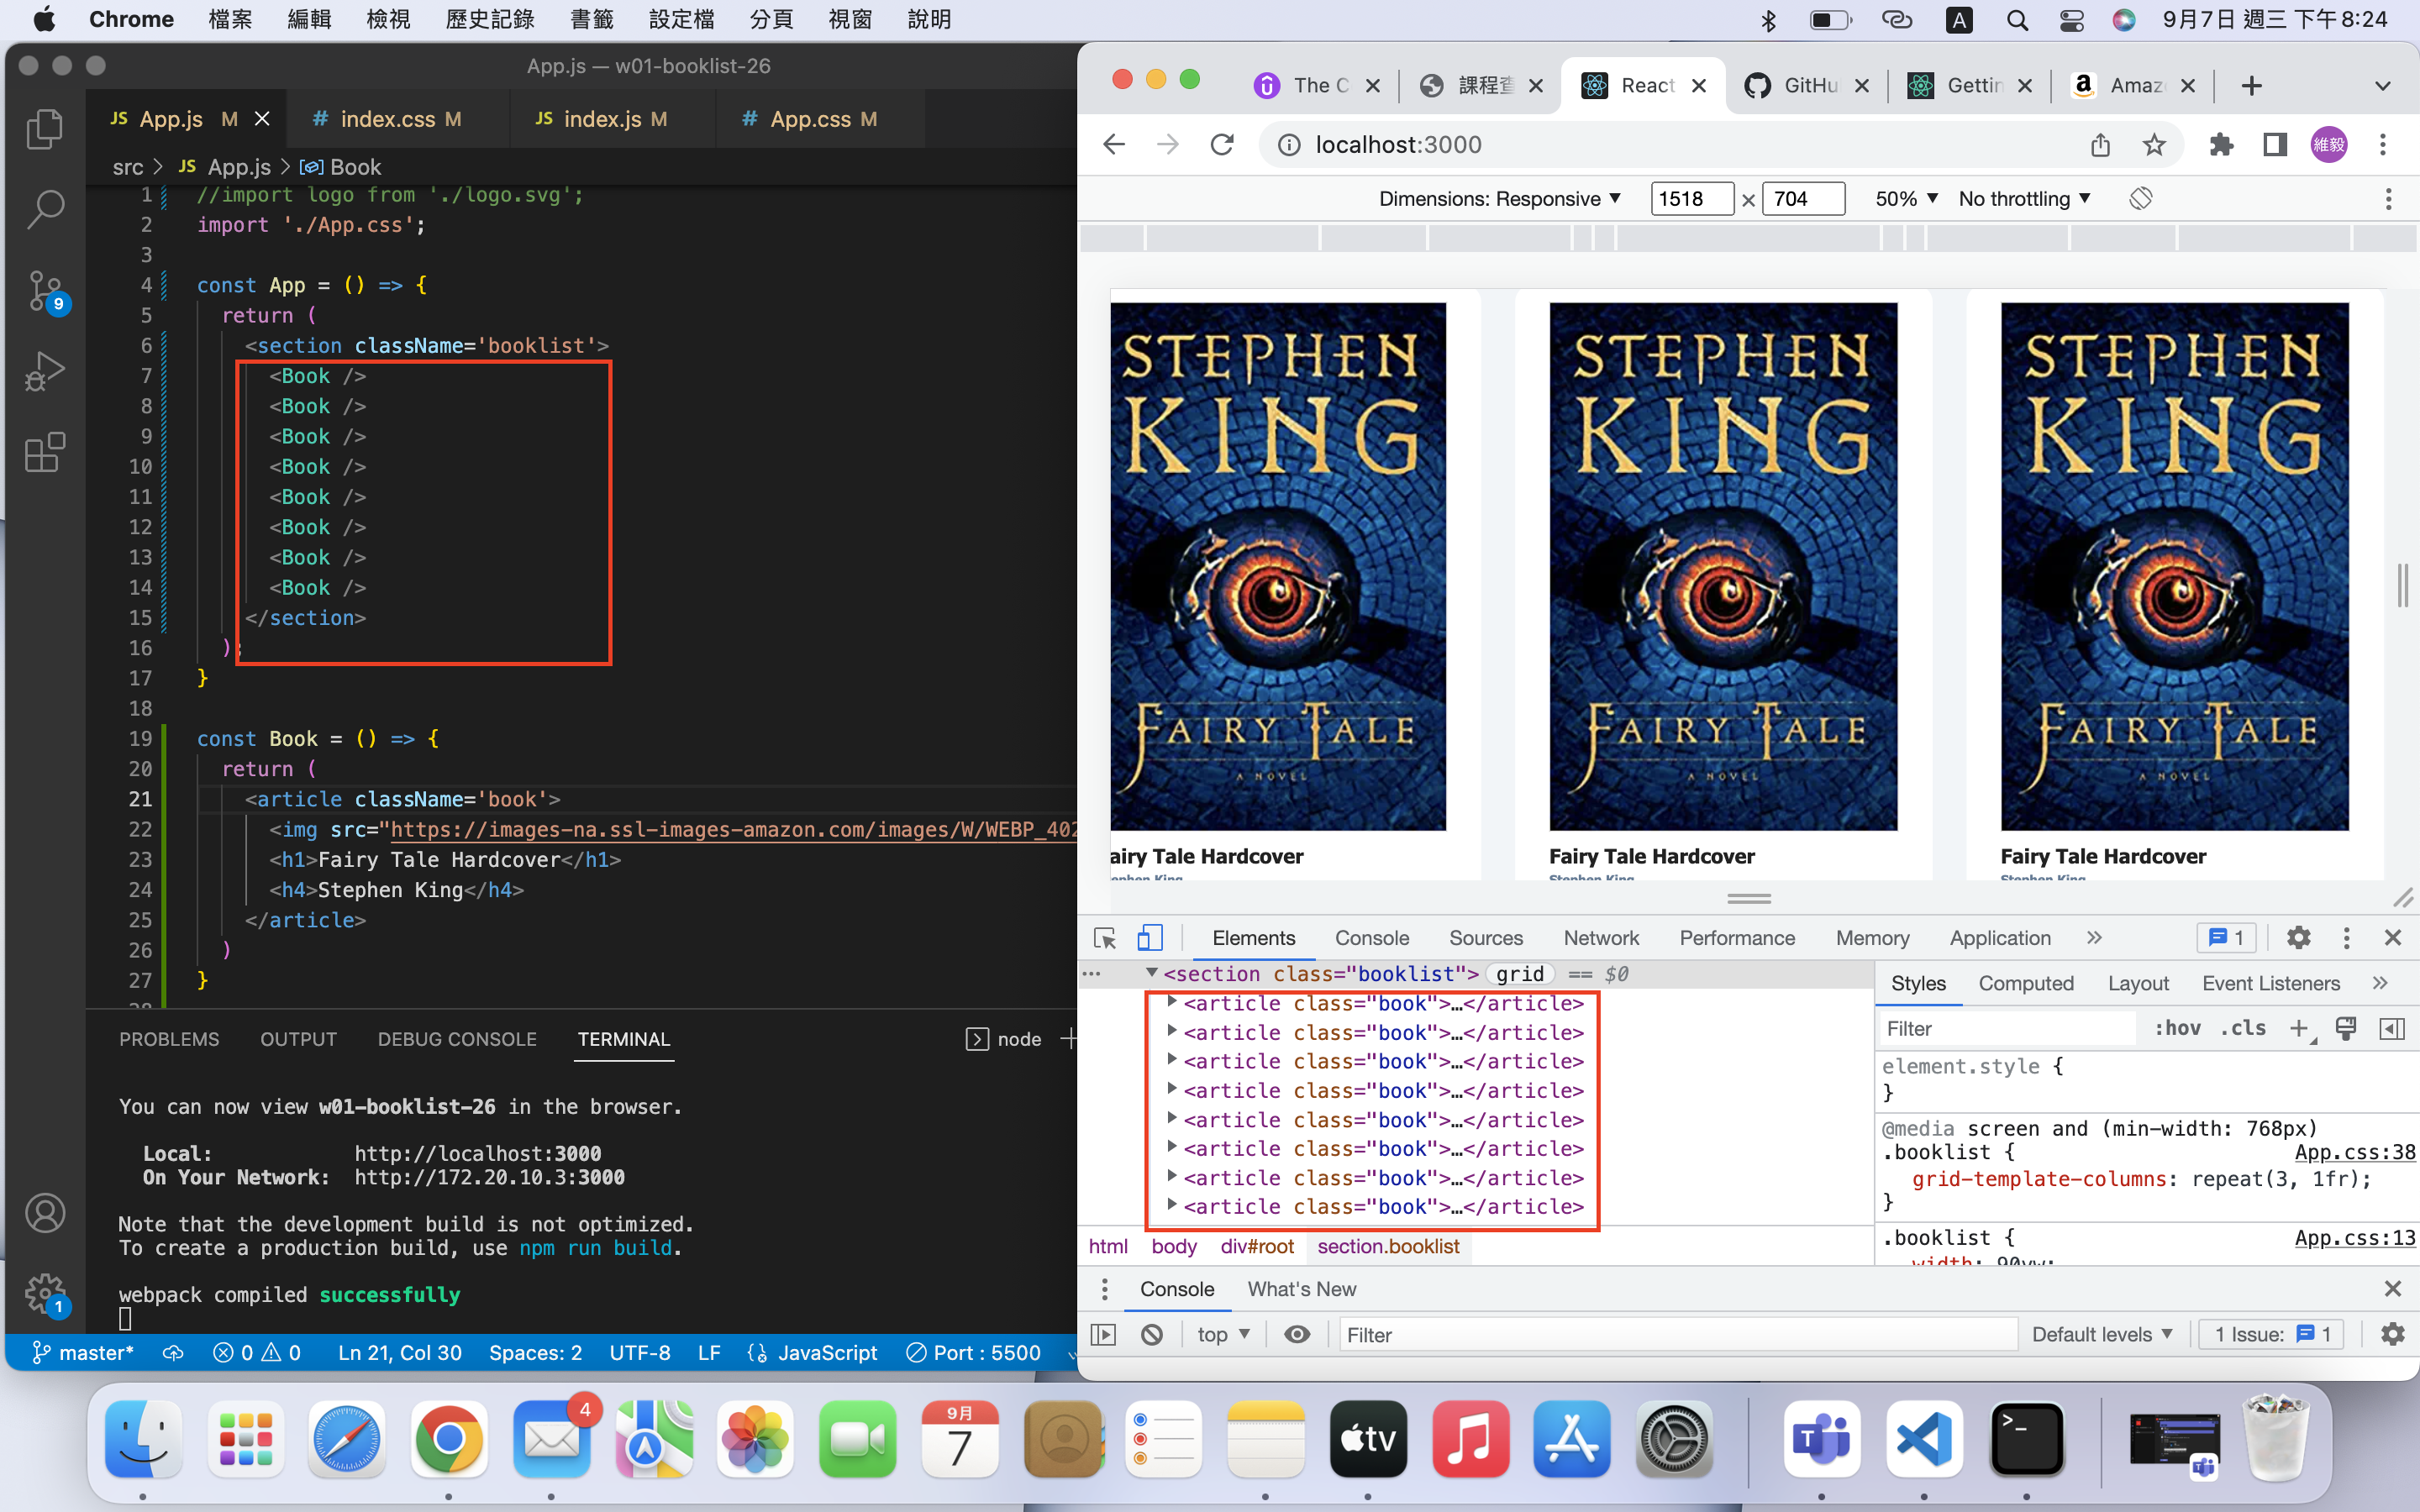 Chrome 檔案 編輯 檢視 歷史記錄 書籤 設定檔 分頁 視窗 說明 A 9月7日 週三 下午8:24
App.js — w01-booklist-26
JS App.js M # index.css M JS index.js M # App.css M
src > JS App.js > Book
1 //import logo from './logo.svg';
2 import './App.css';
3
4 const App = () => {
5 return (
6 <section className='booklist'>
7 <Book />
8 <Book />
9 <Book />
10 <Book />
11 <Book />
12 <Book />
13 <Book />
14 <Book />
15 </section>
16 );
17 }
18
19 const Book = () => {
20 return (
21 <article className='book'>
22 <img src="https://images-na.ssl-images-amazon.com/images/W/WEBP_402
23 <h1>Fairy Tale Hardcover</h1>
24 <h4>Stephen King</h4>
25 </article>
26 )
27 }
9
1
PROBLEMS OUTPUT DEBUG CONSOLE TERMINAL node
You can now view w01-booklist-26 in the browser.
Local: http://localhost:3000
On Your Network: http://172.20.10.3:3000
Note that the development build is not optimized.
To create a production build, use npm run build.
webpack compiled successfully
master* 0 0 Ln 21, Col 30 Spaces: 2 UTF-8 LF JavaScript Port : 5500
The C 課程查 React GitHu Gettin Amaz
localhost:3000 維毅
Dimensions: Responsive 1518 × 704 50% No throttling
STEPHEN KING
FAIRY TALE
A NOVEL
airy Tale Hardcover
STEPHEN KING
FAIRY TALE
A NOVEL
Fairy Tale Hardcover
Stephen King
STEPHEN KING
FAIRY TALE
A NOVEL
Fairy Tale Hardcover
Stephen King
Elements Console Sources Network Performance Memory Application » 1
<section class="booklist"> grid == $0
<article class="book">…</article>
<article class="book">…</article>
<article class="book">…</article>
<article class="book">…</article>
<article class="book">…</article>
<article class="book">…</article>
<article class="book">…</article>
<article class="book">…</article>
html body div#root section.booklist
Styles Computed Layout Event Listeners »
Filter :hov .cls +
element.style {
}
@media screen and (min-width: 768px)
.booklist { App.css:38
grid-template-columns: repeat(3, 1fr);
}
.booklist { App.css:13
width: 90vw;
Console What's New
top Filter Default levels 1 Issue: 1
4
9月
7
tv
T
>_